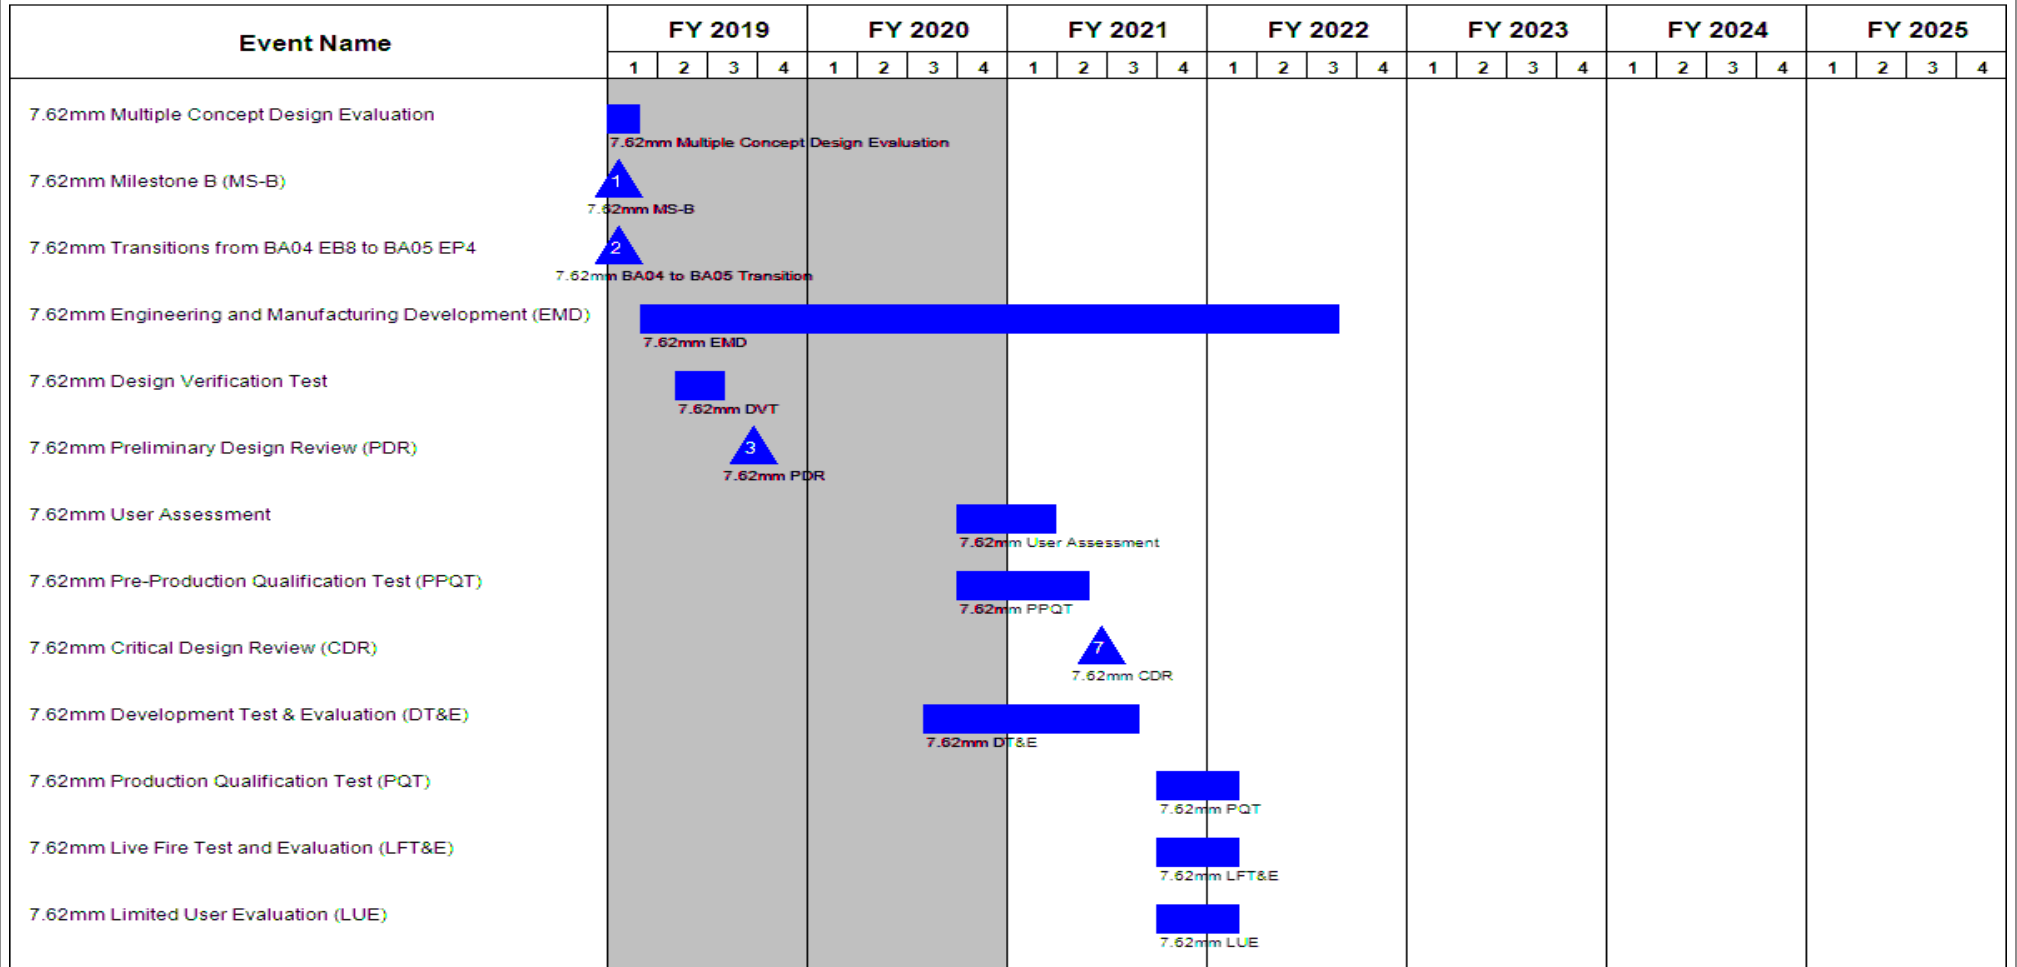 Event Name FY 2019 FY 2020 FY 2021 FY 2022 FY 2023 FY 2024 FY 2025
1 2 3 4 1 2 3 4 1 2 3 4 1 2 3 4 1 2 3 4 1 2 3 4 1 2 3 4
7.62mm Multiple Concept Design Evaluation
7.62mm Multiple Concept Design Evaluation
7.62mm Milestone B (MS-B) 1
7.62mm MS-B
7.62mm Transitions from BA04 EB8 to BA05 EP4 2
7.62mm BA04 to BA05 Transition
7.62mm Engineering and Manufacturing Development (EMD)
7.62mm EMD
7.62mm Design Verification Test
7.62mm DVT
7.62mm Preliminary Design Review (PDR) 3
7.62mm PDR
7.62mm User Assessment
7.62mm User Assessment
7.62mm Pre-Production Qualification Test (PPQT)
7.62mm PPQT
7.62mm Critical Design Review (CDR) 7
7.62mm CDR
7.62mm Development Test & Evaluation (DT&E)
7.62mm DT&E
7.62mm Production Qualification Test (PQT)
7.62mm PQT
7.62mm Live Fire Test and Evaluation (LFT&E)
7.62mm LFT&E
7.62mm Limited User Evaluation (LUE)
7.62mm LUE